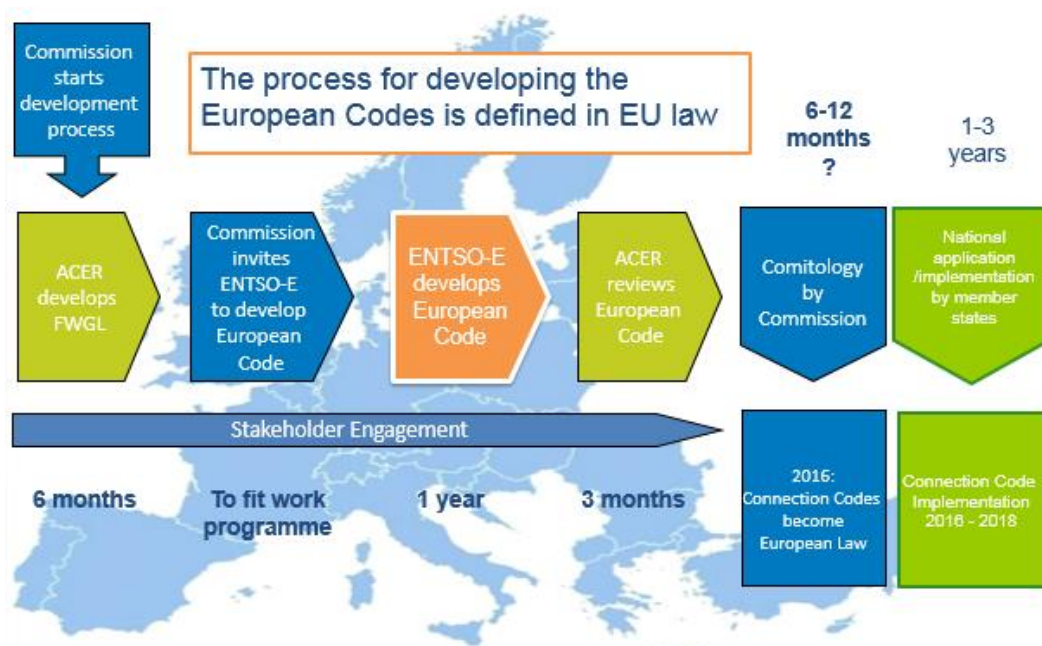 Commission
starts
development
process
The process for developing the
European Codes is defined in EU law
6-12
months
?
1-3
years
ACER
develops
FWGL
Commission
invites
ENTSO-E
to develop
European
Code
ENTSO-E
develops
European
Code
ACER
reviews
European
Code
Comitology
by
Commission
National
application
/implementation
by member
states
Stakeholder Engagement
6 months
To fit work
programme
1 year
3 months
2016:
Connection Codes
become
European Law
Connection Code
Implementation
2016 - 2018